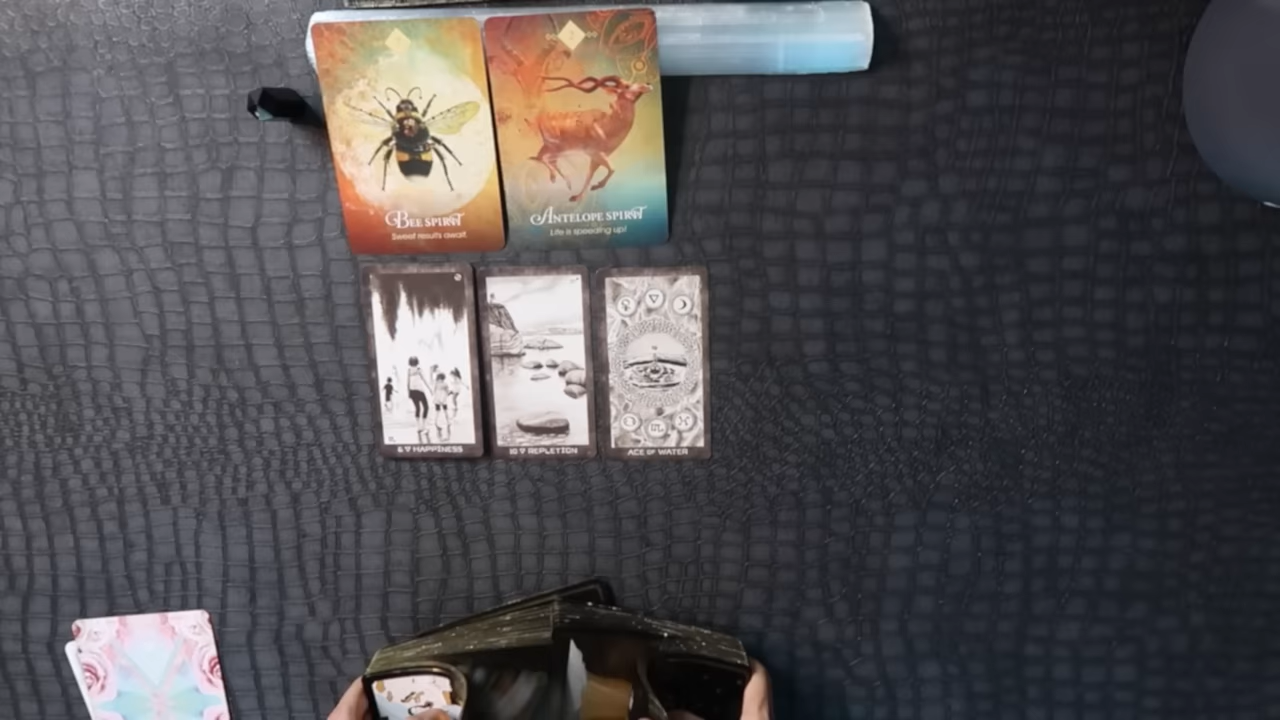 Bee Spirit
Sweet results await.
Antelope Spirit
Life is speeding up!
6 🜄 HAPPINESS
10 🜄 REPLETION
ACE OF WATER